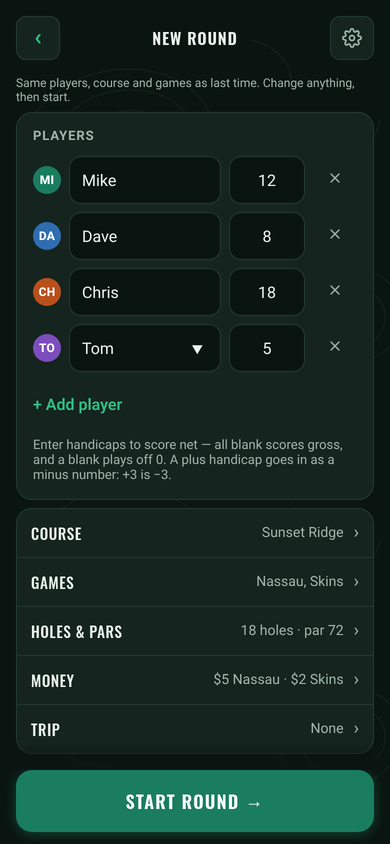 NEW ROUND
Same players, course and games as last time. Change anything,
then start.
PLAYERS
MI Mike 12 ×
DA Dave 8 ×
CH Chris 18 ×
TO Tom ▼ 5 ×
+ Add player
Enter handicaps to score net — all blank scores gross,
and a blank plays off 0. A plus handicap goes in as a
minus number: +3 is −3.
COURSE Sunset Ridge ›
GAMES Nassau, Skins ›
HOLES & PARS 18 holes · par 72 ›
MONEY $5 Nassau · $2 Skins ›
TRIP None ›
START ROUND →